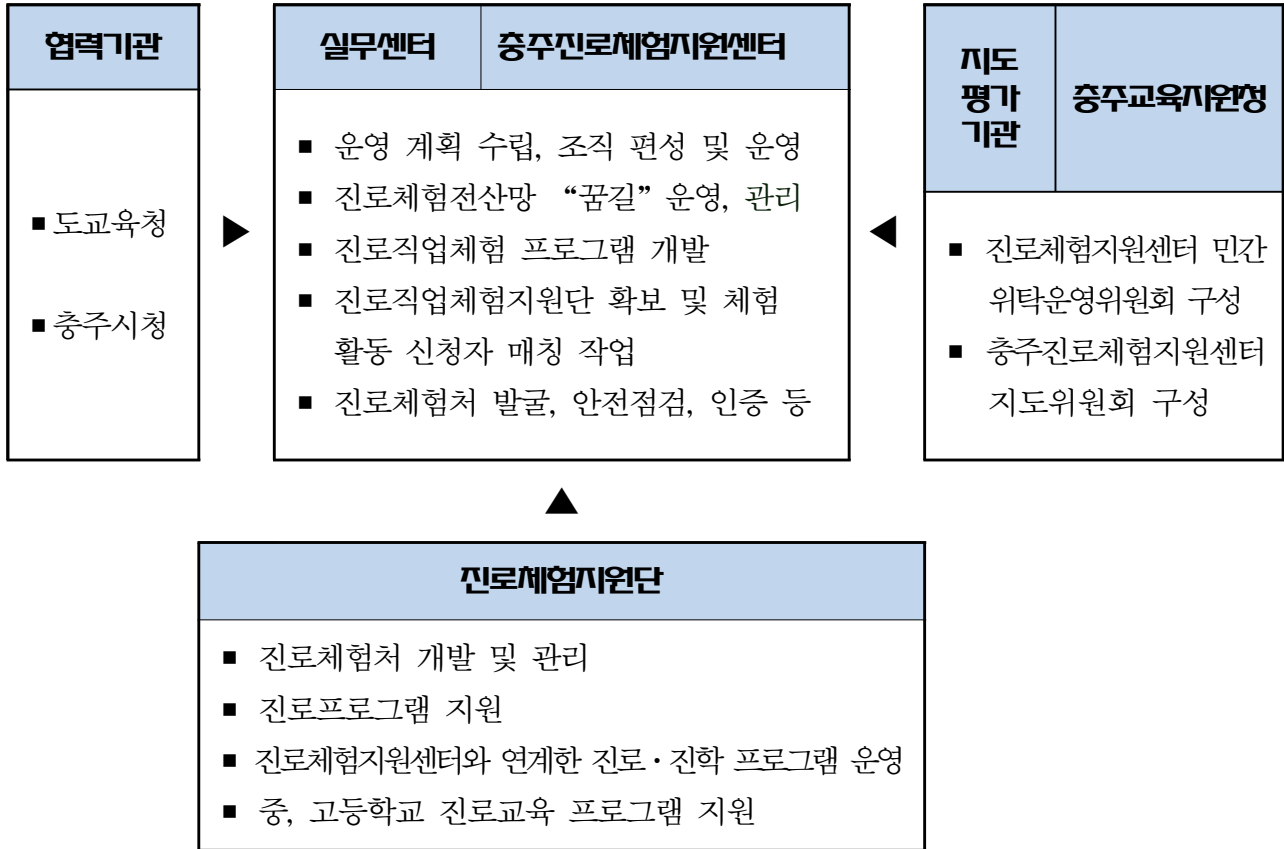 협력기관
■ 도교육청
■ 충주시청
▶
실무센터 충주진로체험지원센터
■ 운영 계획 수립, 조직 편성 및 운영
■ 진로체험전산망 “꿈길” 운영, 관리
■ 진로직업체험 프로그램 개발
■ 진로직업체험지원단 확보 및 체험
활동 신청자 매칭 작업
■ 진로체험처 발굴, 안전점검, 인증 등
◀
지도
평가
기관
충주교육지원청
■ 진로체험지원센터 민간
위탁운영위원회 구성
■ 충주진로체험지원센터
지도위원회 구성
▲
진로체험지원단
■ 진로체험처 개발 및 관리
■ 진로프로그램 지원
■ 진로체험지원센터와 연계한 진로·진학 프로그램 운영
■ 중, 고등학교 진로교육 프로그램 지원